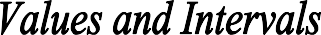 Values and Intervals